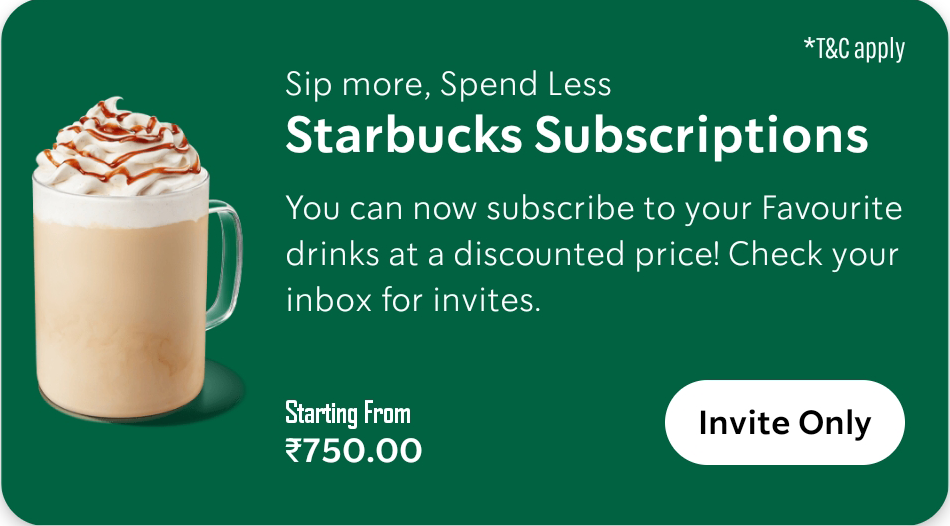 *T&C apply
Sip more, Spend Less
Starbucks Subscriptions
You can now subscribe to your Favourite
drinks at a discounted price! Check your
inbox for invites.
Starting From
₹750.00
Invite Only